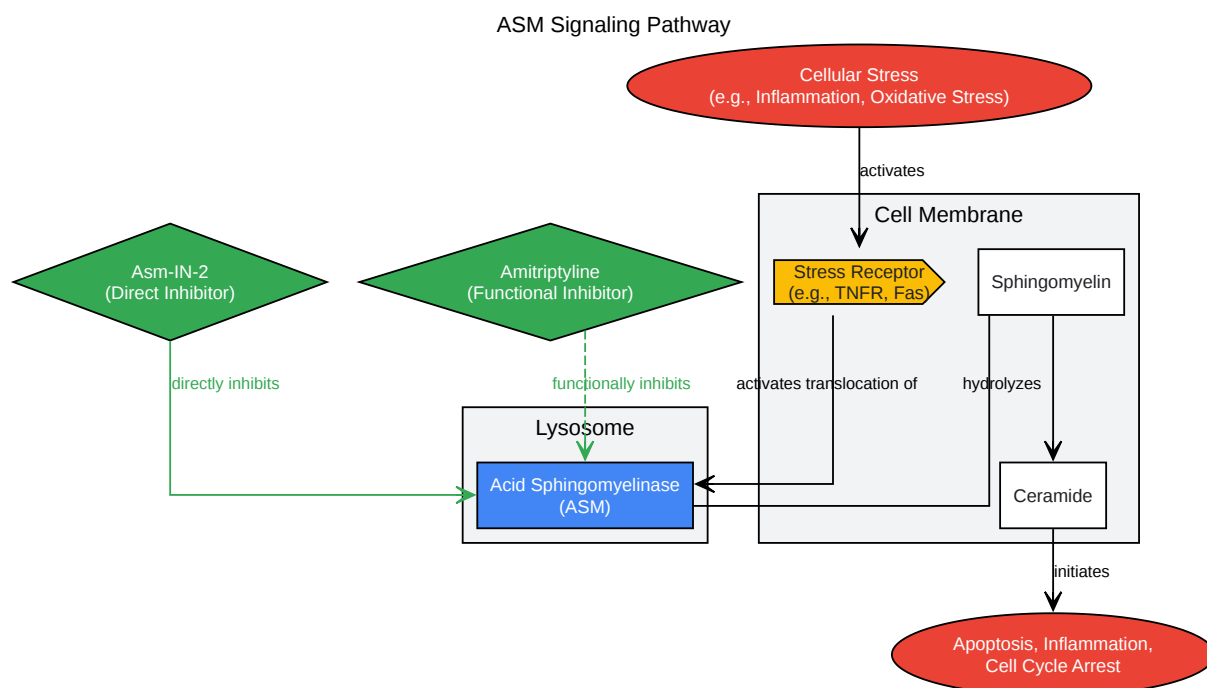 ASM Signaling Pathway
Cellular Stress
(e.g., Inflammation, Oxidative Stress)
activates
Cell Membrane
Asm-IN-2
(Direct Inhibitor)
Amitriptyline
(Functional Inhibitor)
Stress Receptor
(e.g., TNFR, Fas)
Sphingomyelin
directly inhibits
functionally inhibits
activates translocation of
hydrolyzes
Lysosome
Acid Sphingomyelinase
(ASM)
Ceramide
initiates
Apoptosis, Inflammation,
Cell Cycle Arrest